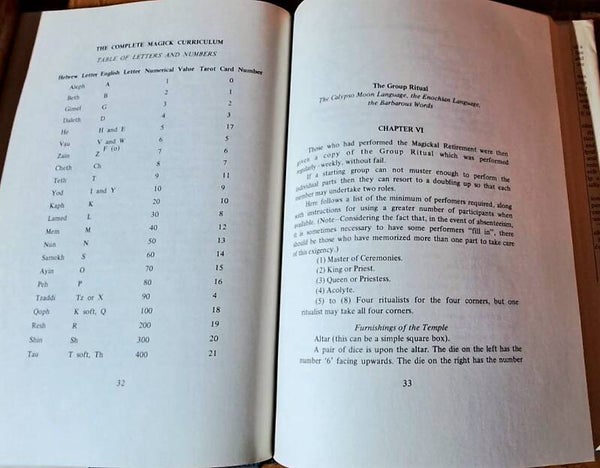 THE COMPLETE MAGICK CURRICULUM
TABLE OF LETTERS AND NUMBERS
Hebrew Letter English Letter Numerical Value Tarot Card Number
Aleph A 1 0
Beth B 2 1
Gimel G 3 2
Daleth D 4 3
He H and E 5 17
Vau V and W 6 5
Zain Z F (o) 7 6
Cheth Ch 8 7
Teth T 9 11
Yod I and Y 10 9
Kaph K 20 10
Lamed L 30 8
Mem M 40 12
Nun N 50 13
Samekh S 60 14
Ayin O 70 15
Peh P 80 16
Tzaddi Tz or X 90 4
Qoph K soft, Q 100 18
Resh R 200 19
Shin Sh 300 20
Tau T soft, Th 400 21
32
The Group Ritual
The Calypso Moon Language, the Enochian Language,
the Barbarous Words
CHAPTER VI
Those who had performed the Magickal Retirement were then
given a copy of the Group Ritual which was performed
regularly-weekly, without fail.
If a starting group can not muster enough to perform the
individual parts then they can resort to a doubling up so that each
member may undertake two roles.
Here follows a list of the minimum of perfomers required, along
with instructions for using a greater number of participants when
available. (Note—Considering the fact that, in the event of absenteeism,
it is sometimes necessary to have some performers "fill in", there
should be those who have memorized more than one part to take care
of this exigency.)
(1) Master of Ceremonies.
(2) King or Priest.
(3) Queen or Priestess.
(4) Acolyte.
(5) to (8) Four ritualists for the four corners, but one
ritualist may take all four corners.
Furnishings of the Temple
Altar (this can be a simple square box).
A pair of dice is upon the altar. The die on the left has the
number '6' facing upwards. The die on the right has the number
33